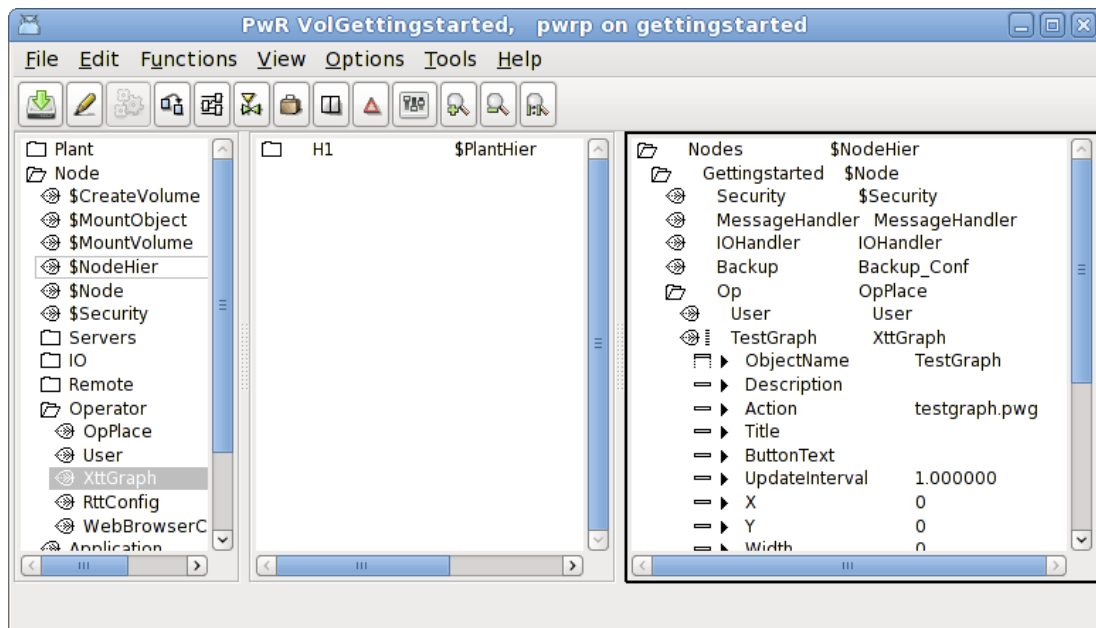 PwR VolGettingstarted, pwrp on gettingstarted
File Edit Functions View Options Tools Help
Plant
Node
$CreateVolume
$MountObject
$MountVolume
$NodeHier
$Node
$Security
Servers
IO
Remote
Operator
OpPlace
User
XttGraph
RttConfig
WebBrowserC
Application
H1 $PlantHier
Nodes $NodeHier
Gettingstarted $Node
Security $Security
MessageHandler MessageHandler
IOHandler IOHandler
Backup Backup_Conf
Op OpPlace
User User
TestGraph XttGraph
ObjectName TestGraph
Description
Action testgraph.pwg
Title
ButtonText
UpdateInterval 1.000000
X 0
Y 0
Width 0